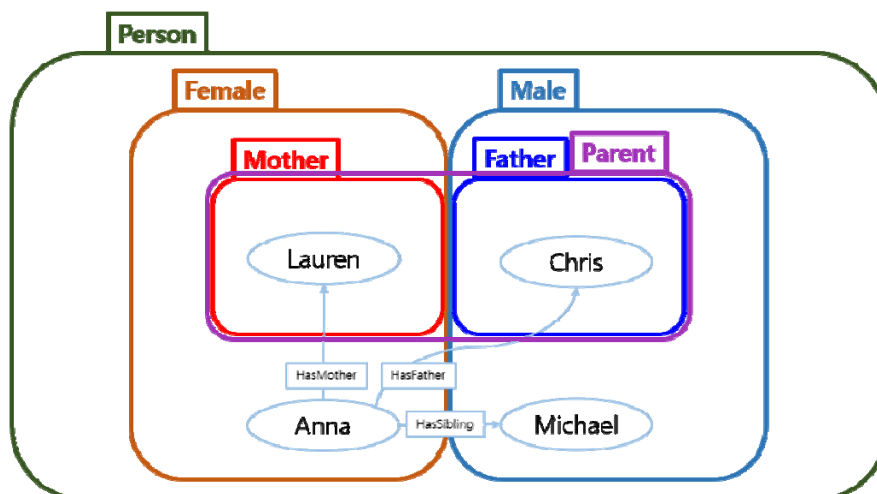 Person
Female
Male
Mother
Father
Parent
Lauren
Chris
HasMother
HasFather
Anna
HasSibling
Michael